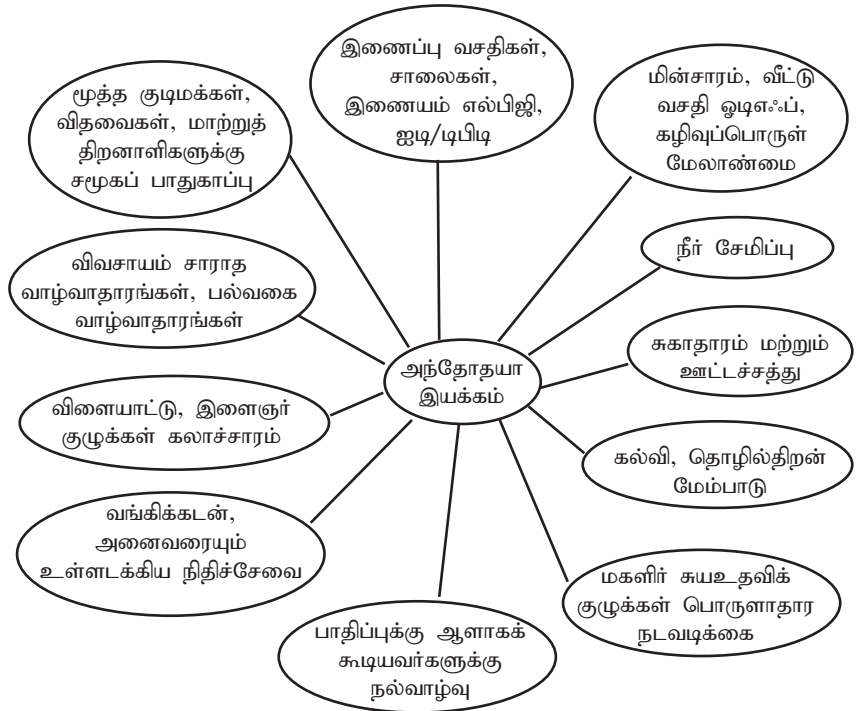 இணைப்பு வசதிகள்,
சாலைகள்,
இணையம் எல்பிஜி,
ஐடி/டிபிடி
மின்சாரம், வீட்டு
வசதி ஓடிஎஃப்,
கழிவுப்பொருள்
மேலாண்மை
நீர் சேமிப்பு
சுகாதாரம் மற்றும்
ஊட்டச்சத்து
கல்வி, தொழில்திறன்
மேம்பாடு
மகளிர் சுயஉதவிக்
குழுக்கள் பொருளாதார
நடவடிக்கை
பாதிப்புக்கு ஆளாகக்
கூடியவர்களுக்கு
நல்வாழ்வு
வங்கிக்கடன்,
அனைவரையும்
உள்ளடக்கிய நிதிச்சேவை
விளையாட்டு, இளைஞர்
குழுக்கள் கலாச்சாரம்
விவசாயம் சாராத
வாழ்வாதாரங்கள், பல்வகை
வாழ்வாதாரங்கள்
மூத்த குடிமக்கள்,
விதவைகள், மாற்றுத்
திறனாளிகளுக்கு
சமூகப் பாதுகாப்பு
அந்தோதயா
இயக்கம்